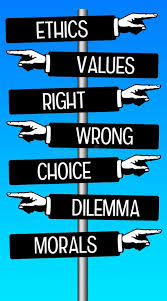 ETHICS
VALUES
RIGHT
WRONG
CHOICE
DILEMMA
MORALS